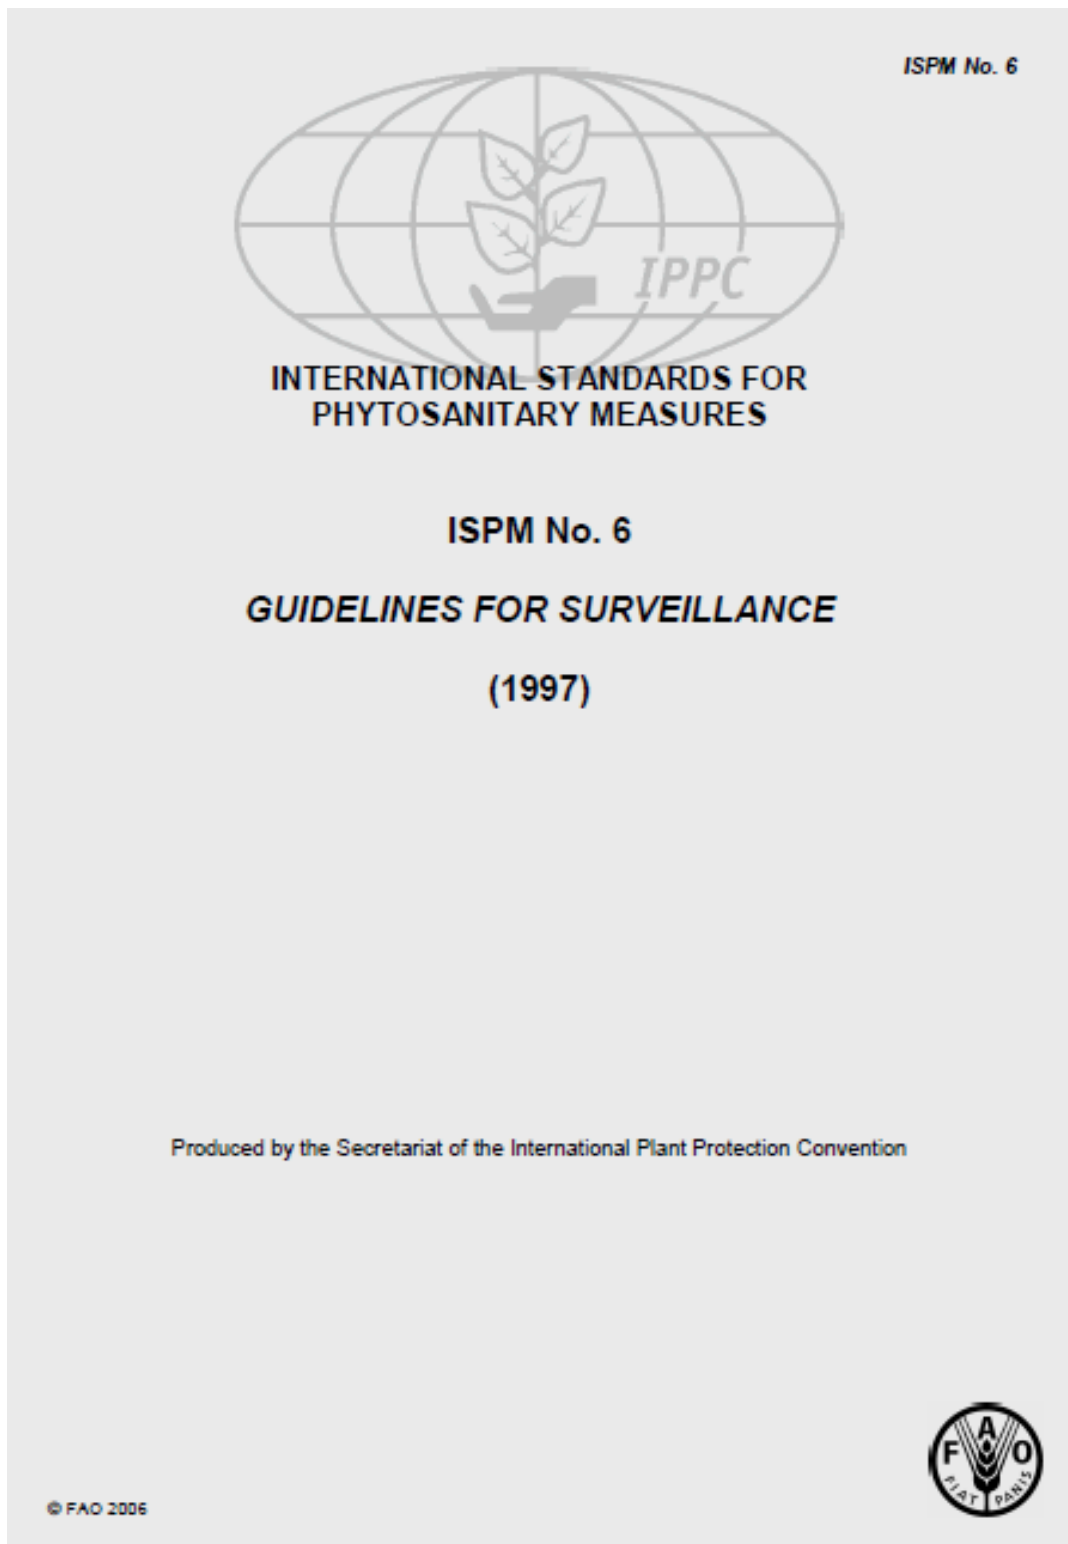 ISPM No. 6
IPPC
INTERNATIONAL STANDARDS FOR
PHYTOSANITARY MEASURES
ISPM No. 6
GUIDELINES FOR SURVEILLANCE
(1997)
Produced by the Secretariat of the International Plant Protection Convention
F A O
FIAT PANIS
© FAO 2006